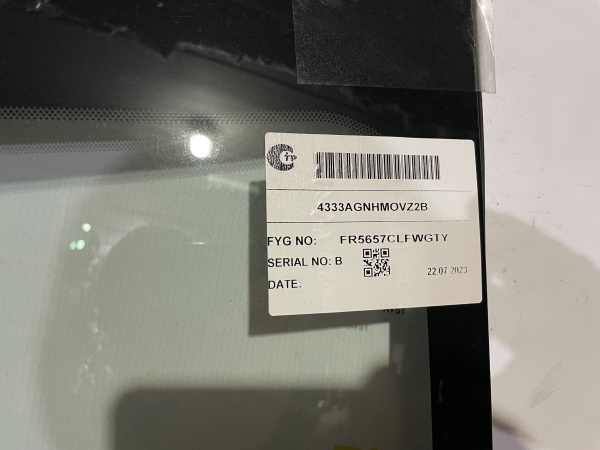 4333AGNHMOVZ2B
FYG NO: FR5657CLFWGTY
SERIAL NO: B
22.07.2023
DATE: